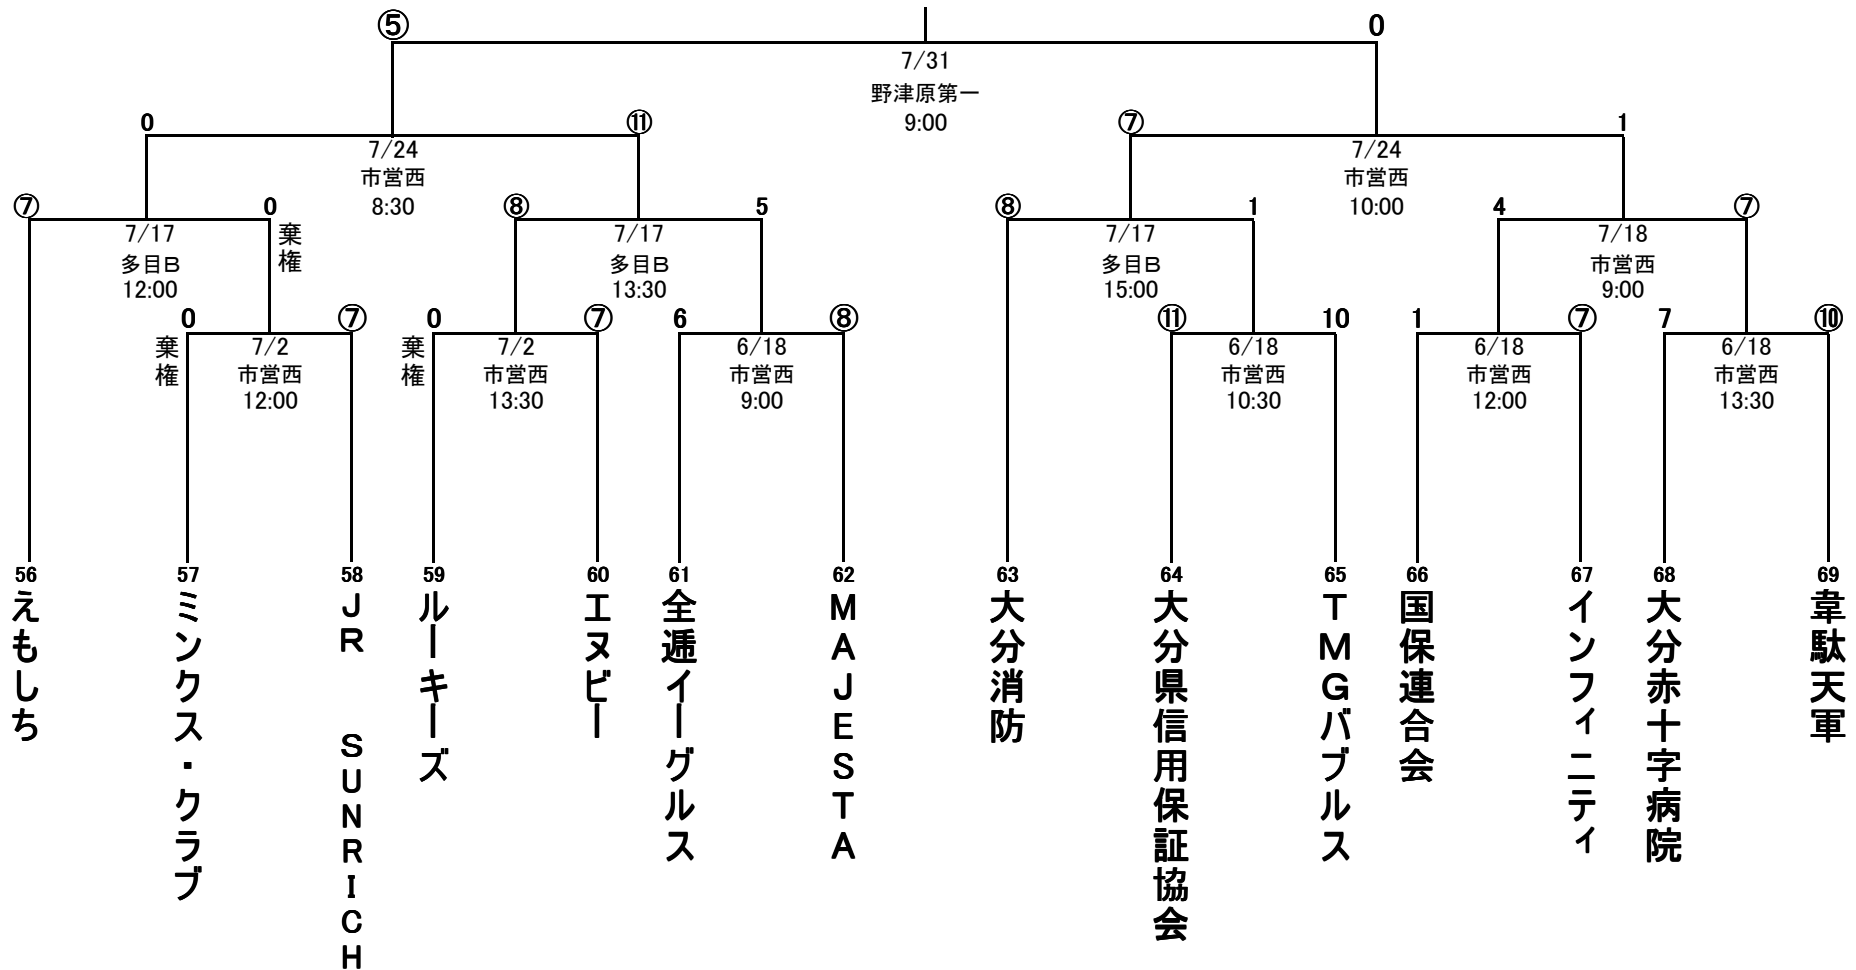 ⑤ 0
7/31
野津原第一
9:00
0 ⑪ ⑦ 1
7/24 7/24
市営西 市営西
8:30 10:00
⑦ 0 ⑧ 5 ⑧ 1 4 ⑦
棄権
7/17 7/17 7/17 7/18
多目B 多目B 多目B 市営西
12:00 13:30 15:00 9:00
0 ⑦ 0 ⑦ 6 ⑧ ⑪ 10 1 ⑦ 7 ⑩
棄権 棄権
7/2 7/2 6/18 6/18 6/18 6/18
市営西 市営西 市営西 市営西 市営西 市営西
12:00 13:30 9:00 10:30 12:00 13:30
56 57 58 59 60 61 62 63 64 65 66 67 68 69
えもしち
ミンクス・クラブ
JR SUNRICH
ルーキーズ
エヌビー
全逓イーグルス
MAJESTA
大分消防
大分県信用保証協会
TMGバブルス
国保連合会
インフィニティ
大分赤十字病院
韋駄天軍